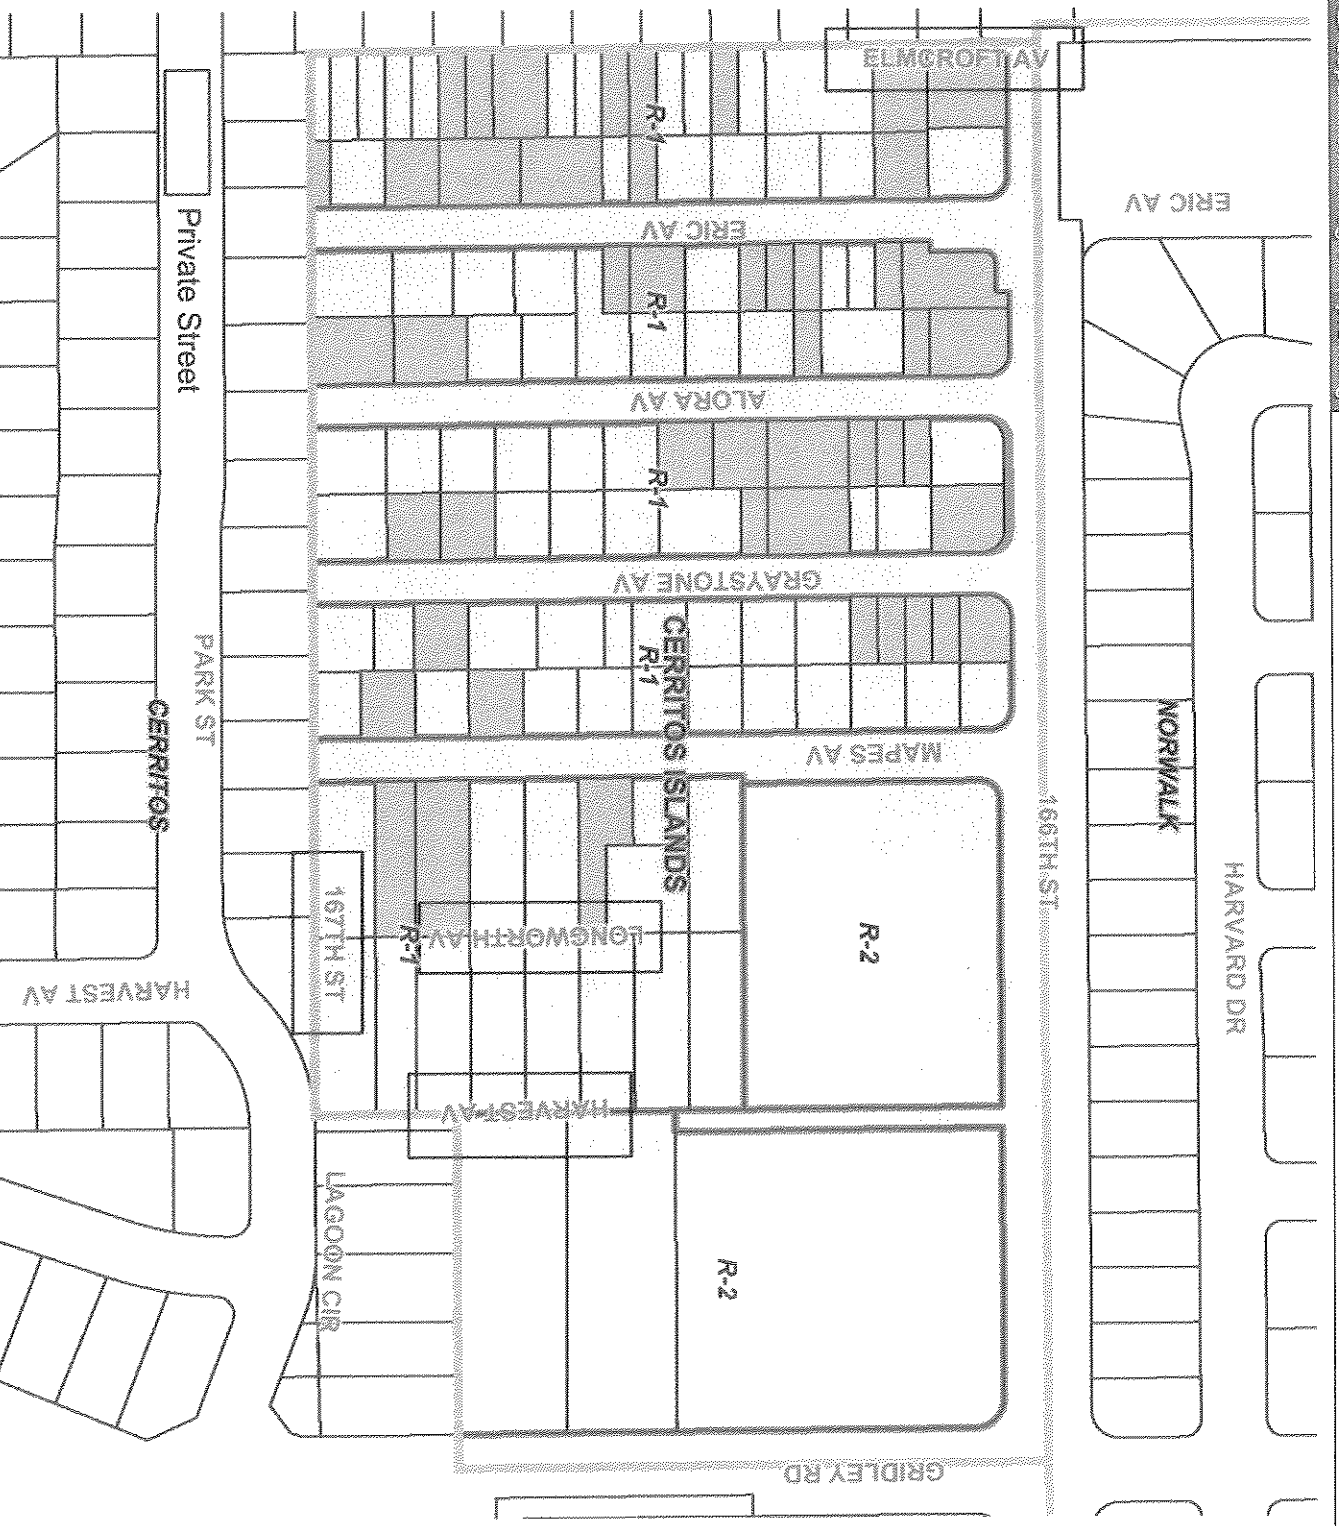 ELMCROFT AV
R-1
ERIC AV
Private Street
ERIC AV
R-1
ALORA AV
R-1
GRAYSTONE AV
CERRITOS ISLANDS
R-1
PARK ST
CERRITOS
NORWALK
MAPES AV
166TH ST
HARVARD DR
167TH ST
R-1
LONGWORTH AV
R-2
HARVEST AV
HARVEST AV
LAGOON CIR
R-2
GRIDLEY RD